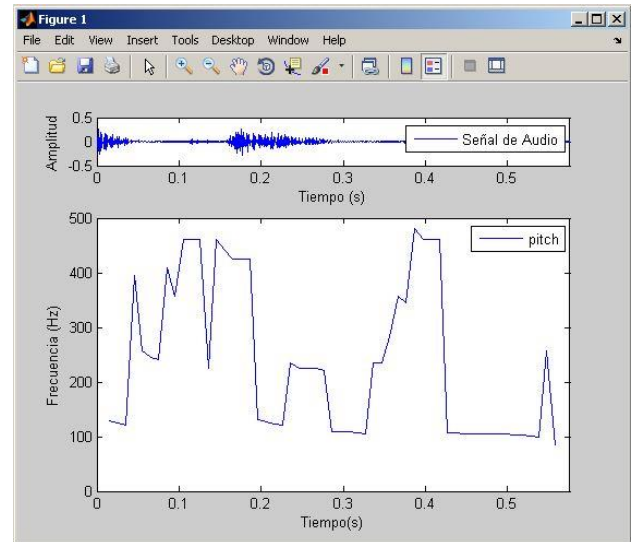 Figure 1
File Edit View Insert Tools Desktop Window Help
Amplitud
0.5
0
-0.5
Señal de Audio
0 0.1 0.2 0.3 0.4 0.5
Tiempo (s)
Frecuencia (Hz)
500
400
300
200
100
0
pitch
0 0.1 0.2 0.3 0.4 0.5
Tiempo(s)